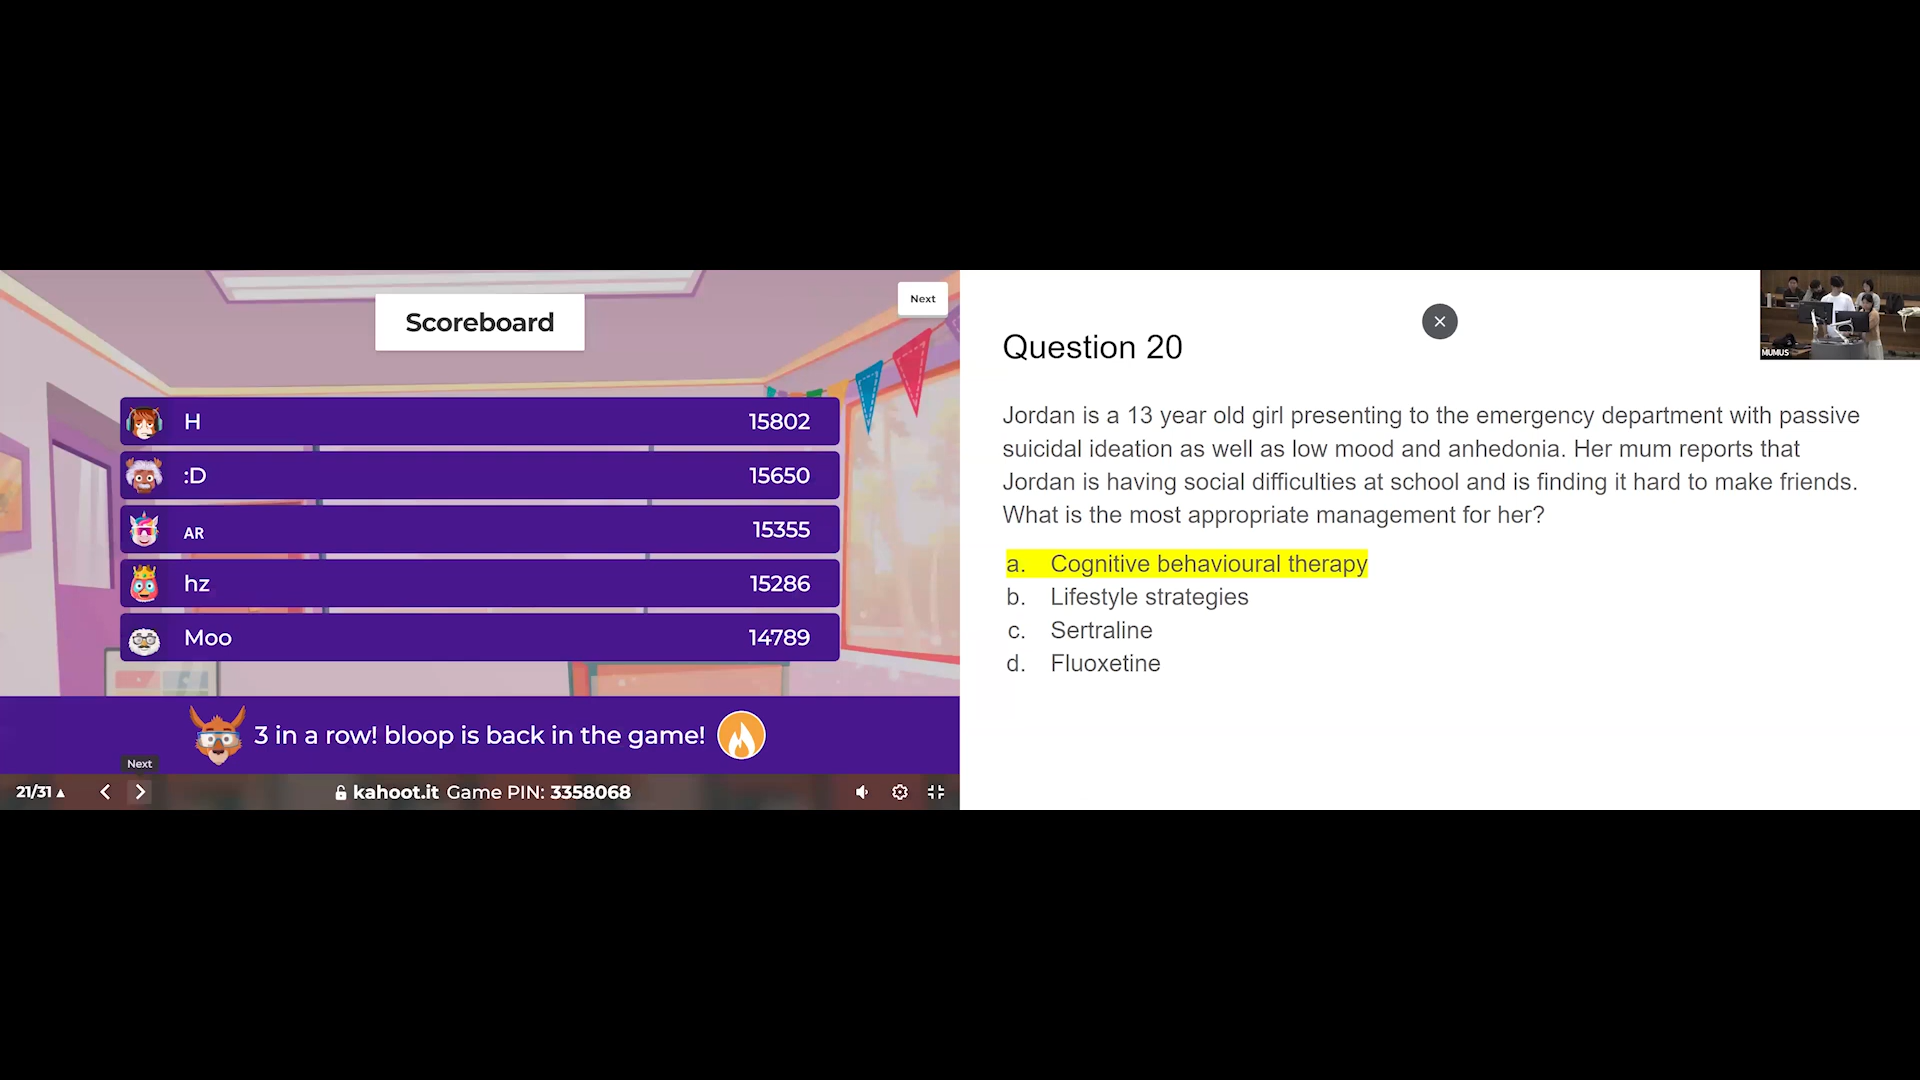 Scoreboard
Next
H 15802
:D 15650
AR 15355
hz 15286
Moo 14789
3 in a row! bloop is back in the game!
Next
21/31
kahoot.it Game PIN: 3358068
Question 20
Jordan is a 13 year old girl presenting to the emergency department with passive
suicidal ideation as well as low mood and anhedonia. Her mum reports that
Jordan is having social difficulties at school and is finding it hard to make friends.
What is the most appropriate management for her?
a. Cognitive behavioural therapy
b. Lifestyle strategies
c. Sertraline
d. Fluoxetine
MUMUS